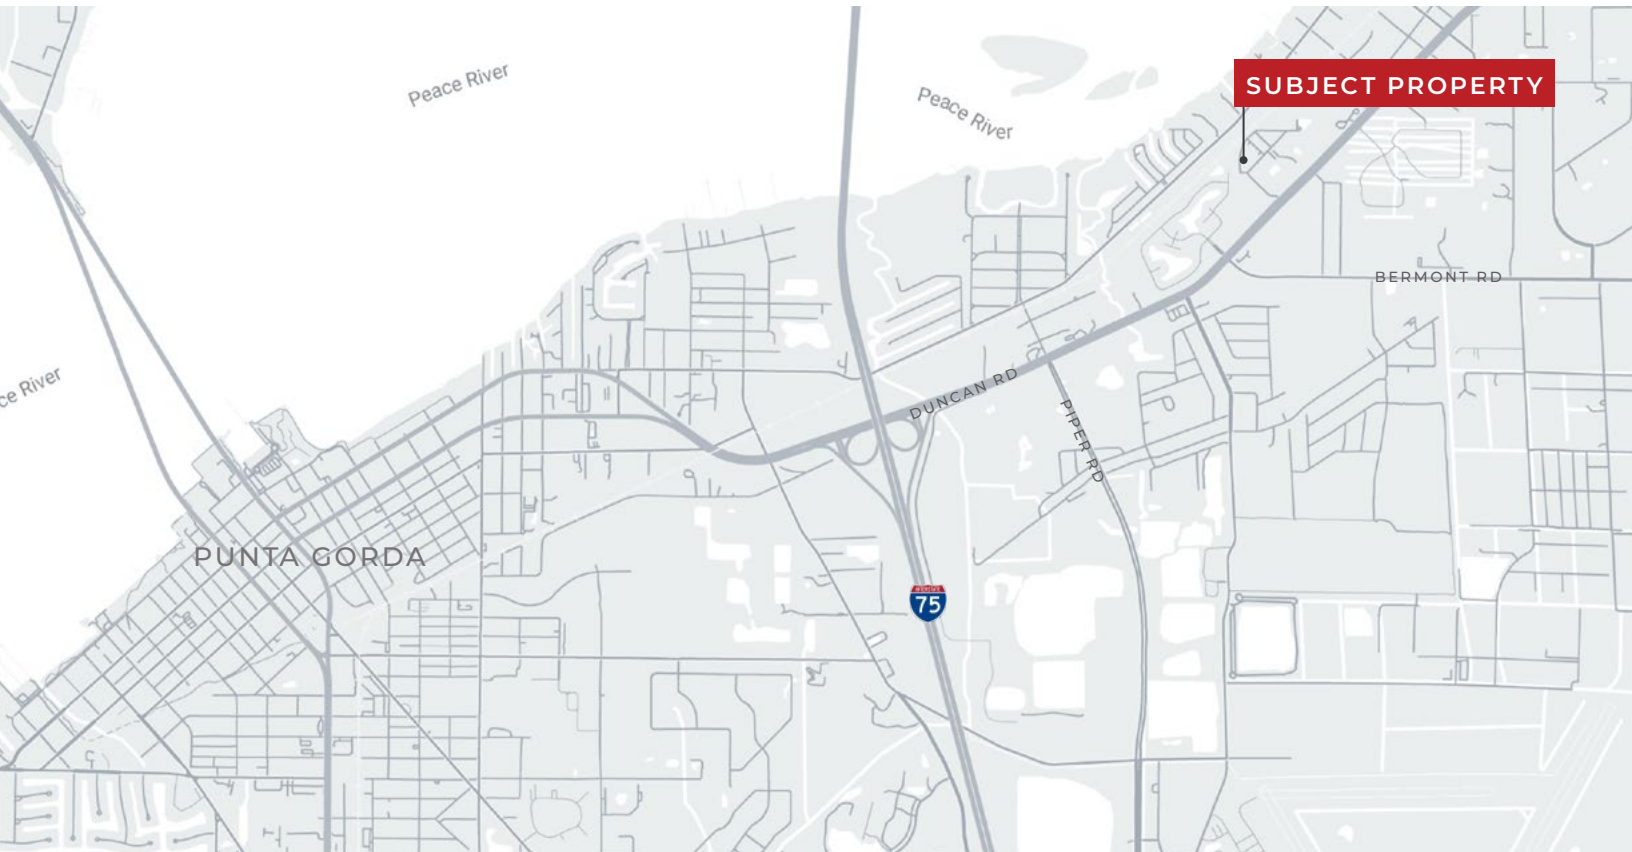 Peace River
Peace River
SUBJECT PROPERTY
BERMONT RD
ce River
DUNCAN RD
PIPER RD
PUNTA GORDA
75